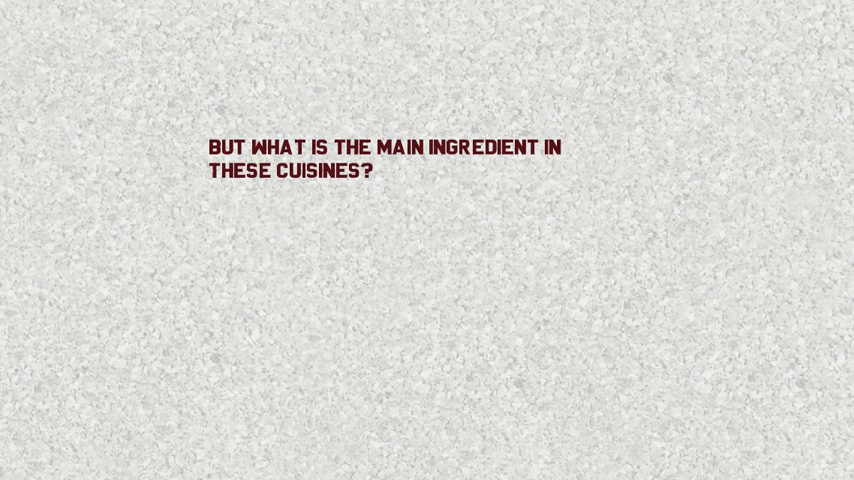 BUT WHAT IS THE MAIN INGREDIENT IN
THESE CUISINES?